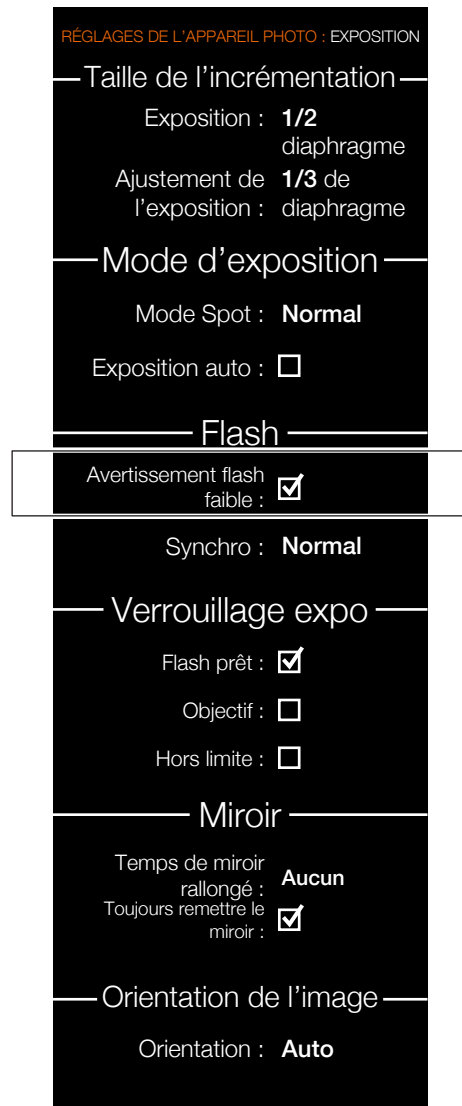 RÉGLAGES DE L'APPAREIL PHOTO : EXPOSITION
Taille de l'incrémentation
Exposition : 1/2
diaphragme
Ajustement de 1/3 de
l'exposition : diaphragme
Mode d'exposition
Mode Spot : Normal
Exposition auto :
Flash
Avertissement flash
faible :
Synchro : Normal
Verrouillage expo
Flash prêt :
Objectif :
Hors limite :
Miroir
Temps de miroir
rallongé : Aucun
Toujours remettre le
miroir :
Orientation de l'image
Orientation : Auto